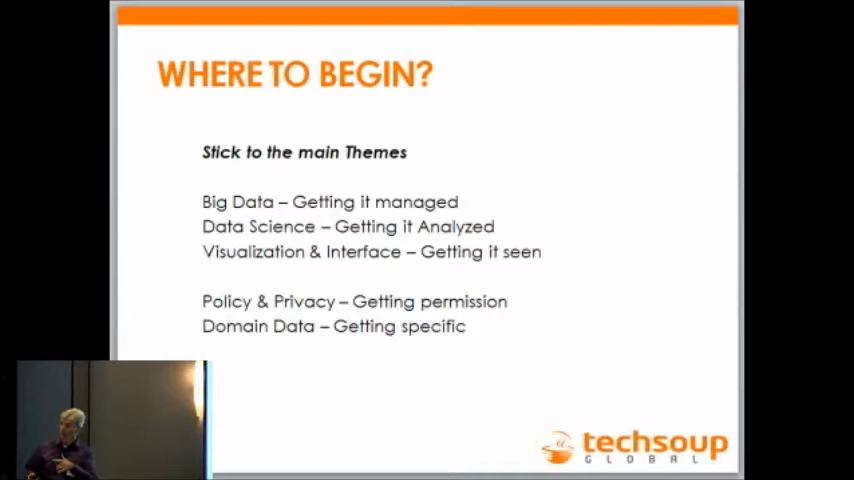 WHERE TO BEGIN?
Stick to the main Themes
Big Data – Getting it managed
Data Science – Getting it Analyzed
Visualization & Interface – Getting it seen
Policy & Privacy – Getting permission
Domain Data – Getting specific
techsoup
GLOBAL